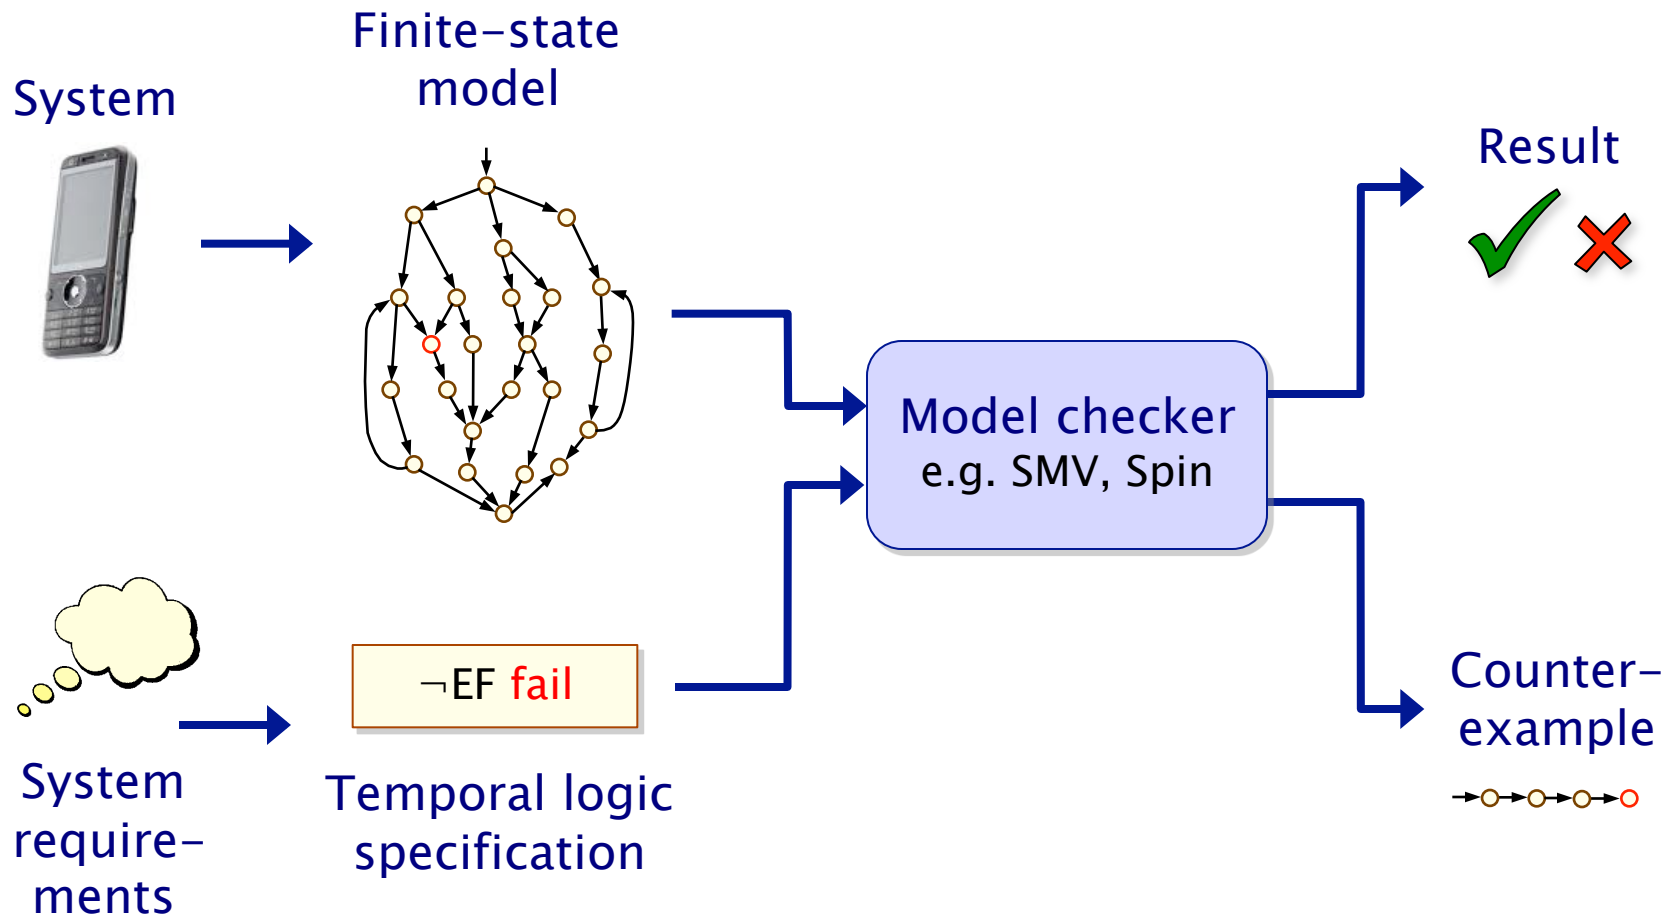 Finite-state
model
System
Result
Model checker
e.g. SMV, Spin
¬EF fail
Counter-
example
System
require-
ments
Temporal logic
specification